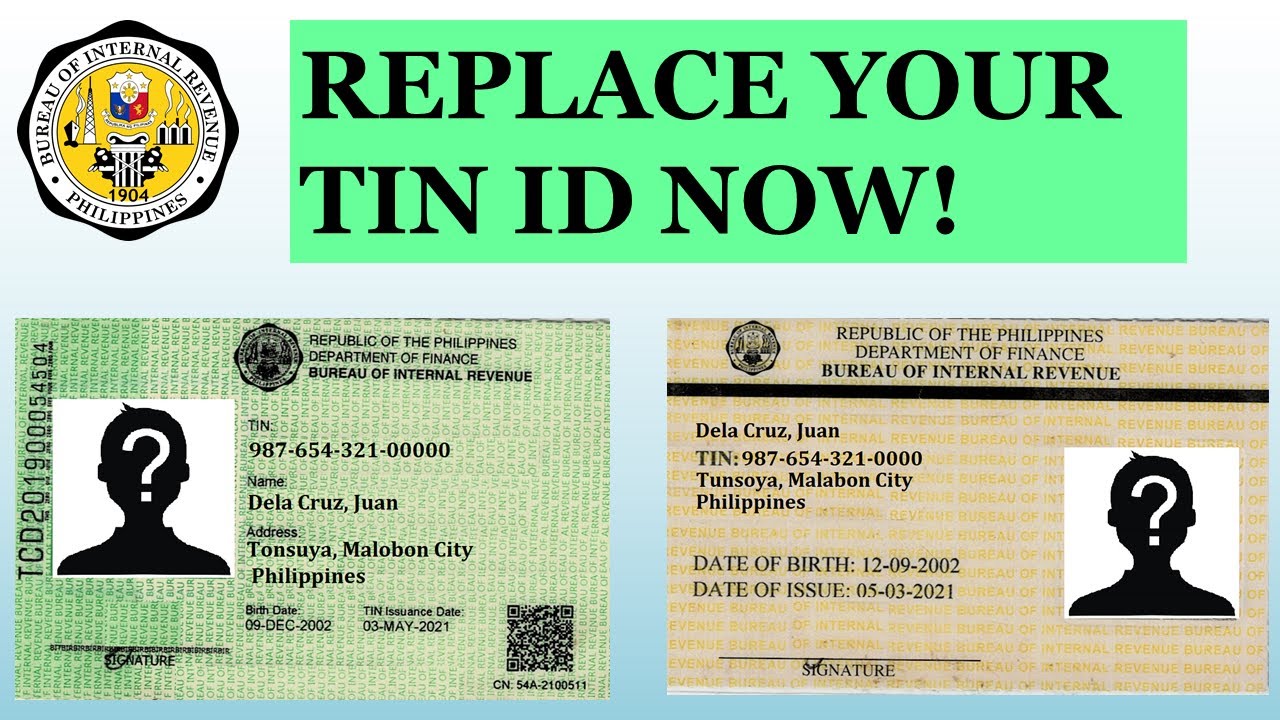 BUREAU OF INTERNAL REVENUE
1904
PHILIPPINES
REPLACE YOUR
TIN ID NOW!
TCD2019000054504
REPUBLIC OF THE PHILIPPINES
DEPARTMENT OF FINANCE
BUREAU OF INTERNAL REVENUE
TIN:
987-654-321-00000
Name:
Dela Cruz, Juan
Address:
Tonsuya, Malobon City
Philippines
Birth Date:
TIN Issuance Date:
09-DEC-2002
03-MAY-2021
SIGNATURE
CN: 54A-2100511
REPUBLIC OF THE PHILIPPINES
DEPARTMENT OF FINANCE
BUREAU OF INTERNAL REVENUE
Dela Cruz, Juan
TIN: 987-654-321-0000
Tunsoya, Malabon City
Philippines
DATE OF BIRTH: 12-09-2002
DATE OF ISSUE: 05-03-2021
SIGNATURE